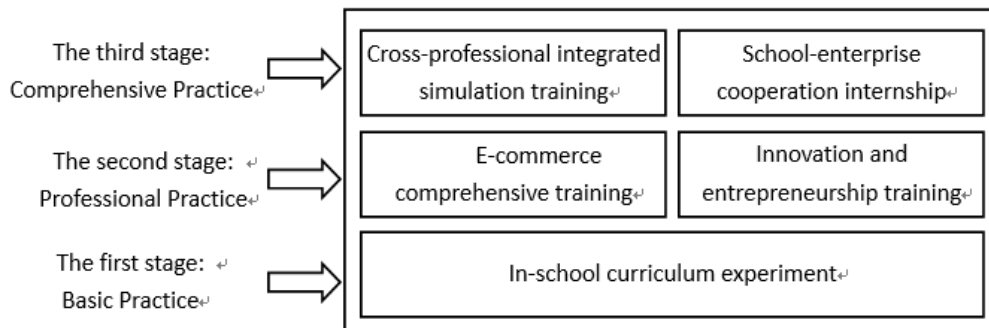 The third stage:
Comprehensive Practice↵
Cross-professional integrated
simulation training↵
School-enterprise
cooperation internship↵
The second stage: ↵
Professional Practice↵
E-commerce
comprehensive training↵
Innovation and
entrepreneurship training↵
The first stage: ↵
Basic Practice↵
In-school curriculum experiment↵